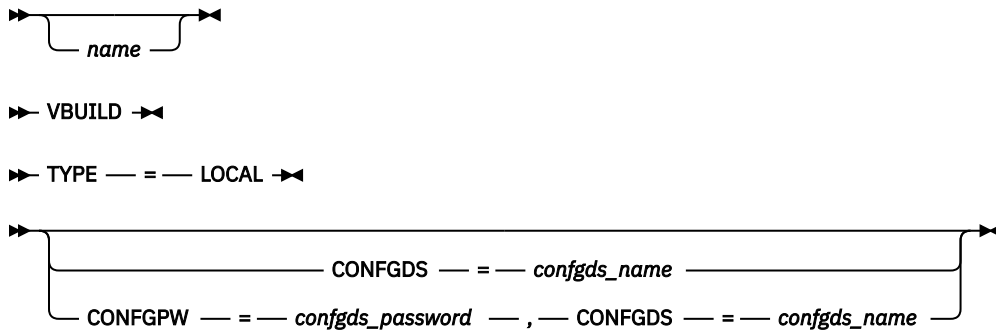 name
VBUILD
TYPE = LOCAL
CONFGDS = confgds_name
CONFGPW = confgds_password , CONFGDS = confgds_name